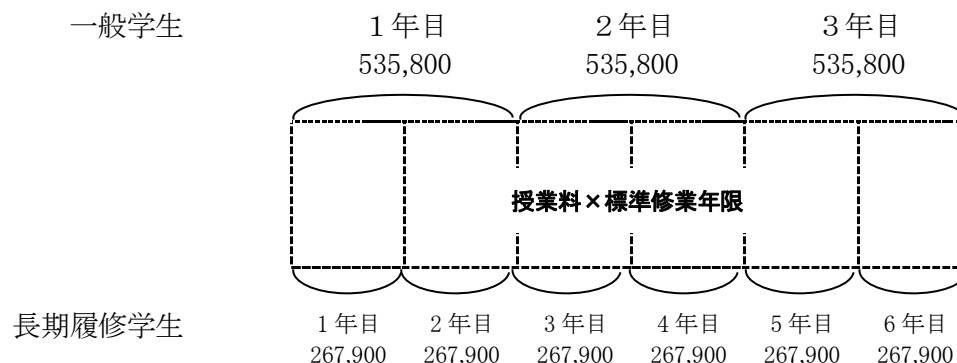 一般学生 1年目 2年目 3年目
535,800 535,800 535,800
授業料×標準修業年限
長期履修学生 1年目 2年目 3年目 4年目 5年目 6年目
267,900 267,900 267,900 267,900 267,900 267,900